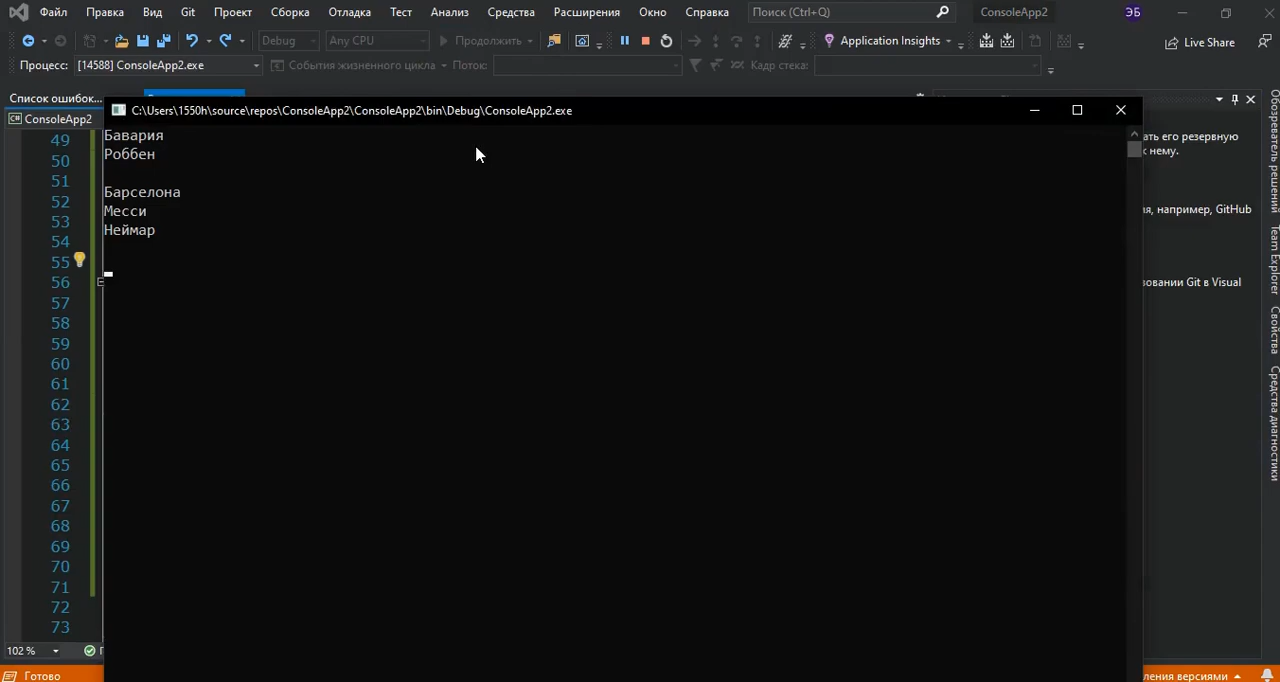 Файл Правка Вид Git Проект Сборка Отладка Тест Анализ Средства Расширения Окно Справка Поиск (Ctrl+Q) ConsoleApp2 ЭБ
Debug Any CPU Продолжить Application Insights Live Share
Процесс: [14588] ConsoleApp2.exe События жизненного цикла Поток: Кадр стека:
Список ошибок...
C:\Users\1550h\source\repos\ConsoleApp2\ConsoleApp2\bin\Debug\ConsoleApp2.exe
C# ConsoleApp2
Бавария
Роббен
Барселона
Месси
Неймар
49
50
51
52
53
54
55
56
57
58
59
60
61
62
63
64
65
66
67
68
69
70
71
72
73
ать его резервную
к нему.
я, например, GitHub
зовании Git в Visual
Обозреватель решений
Team Explorer
Свойства
Средства диагностики
102 %
Готово
ления версиями